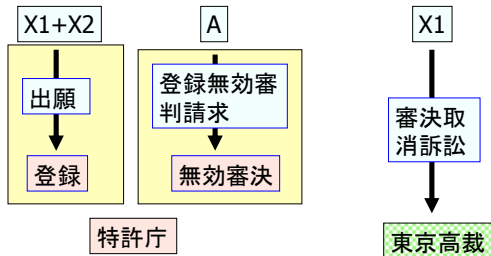 X1+X2
A
X1
出願
登録無効審
判請求
審決取
消訴訟
登録
無効審決
特許庁
東京高裁